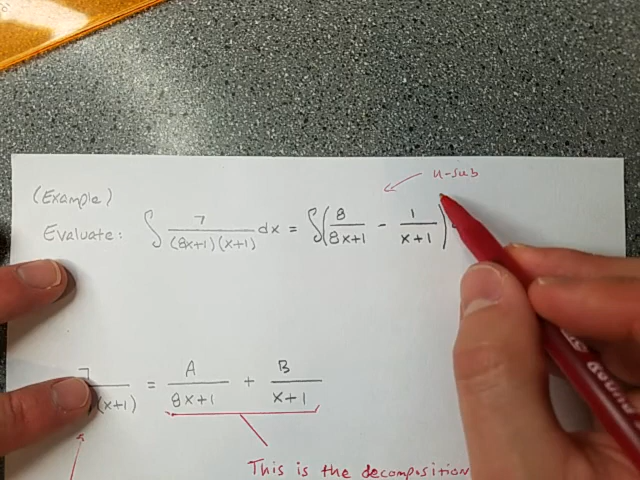 u-sub
(Example)
Evaluate: ∫ 7/((8x+1)(x+1)) dx = ∫(8/(8x+1) - 1/(x+1))
7/( (x+1) = A/(8x+1) + B/(x+1)
This is the decomposition